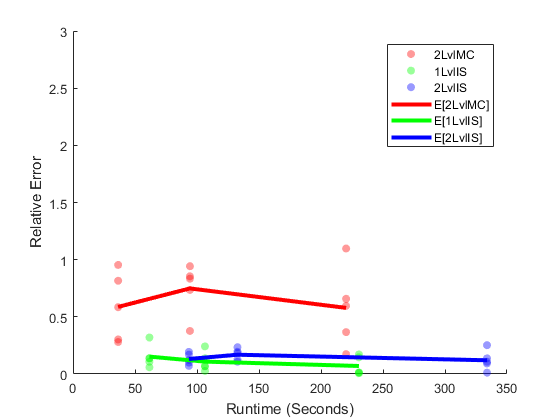 3
2.5
2
1.5
1
0.5
0
Relative Error
0 50 100 150 200 250 300 350
Runtime (Seconds)
2LvlMC
1LvlIS
2LvlIS
E[2LvlMC]
E[1LvlIS]
E[2LvlIS]